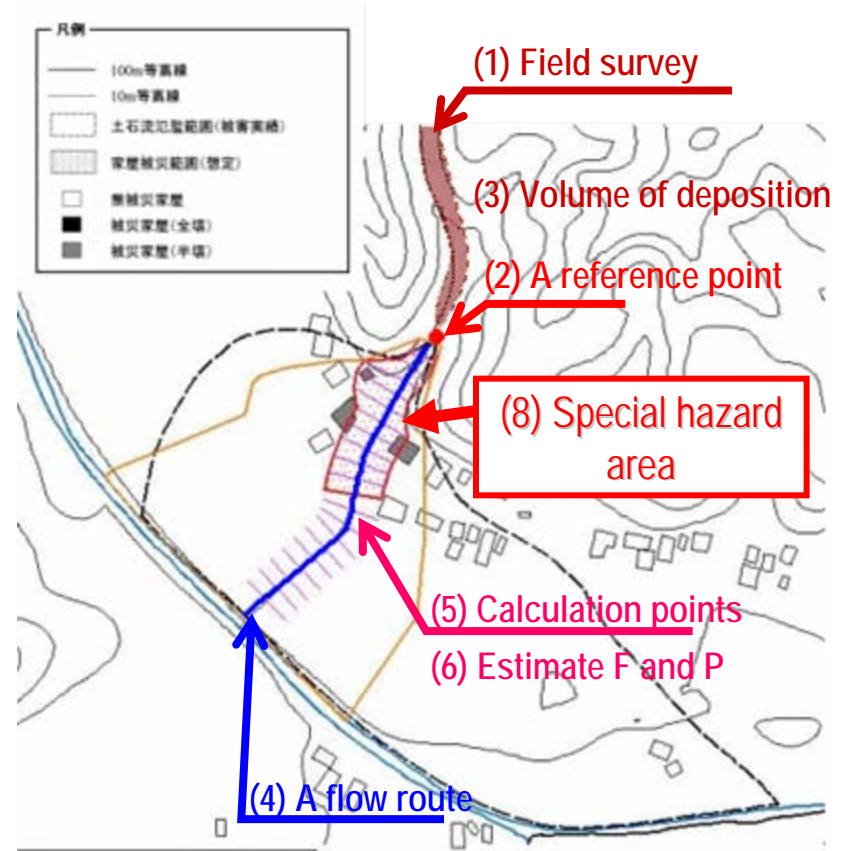 凡例
100m等高線
10m等高線
土石流氾濫範囲(被害実績)
家屋被災範囲(想定)
無被災家屋
被災家屋(全壊)
被災家屋(半壊)
(1) Field survey
(3) Volume of deposition
(2) A reference point
(8) Special hazard
area
(5) Calculation points
(6) Estimate F and P
(4) A flow route